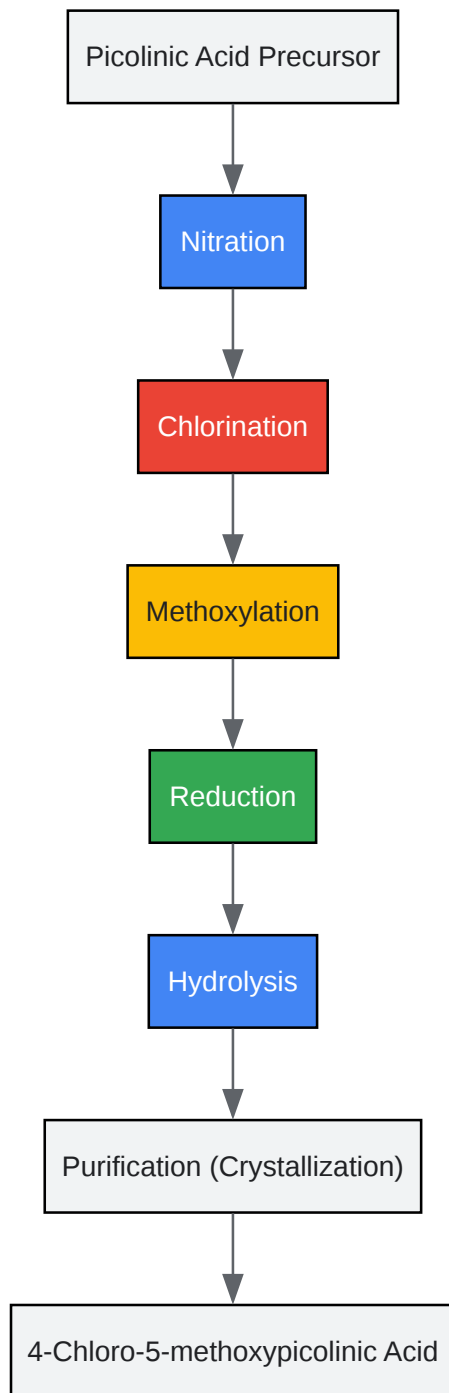 Picolinic Acid Precursor
Nitration
Chlorination
Methoxylation
Reduction
Hydrolysis
Purification (Crystallization)
4-Chloro-5-methoxypicolinic Acid